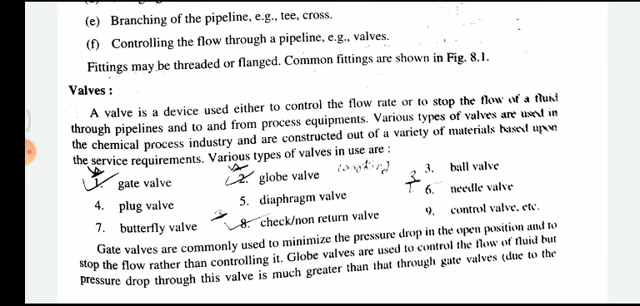 (e) Branching of the pipeline, e.g., tee, cross.
(f) Controlling the flow through a pipeline, e.g., valves.
Fittings may be threaded or flanged. Common fittings are shown in Fig. 8.1.
Valves :
A valve is a device used either to control the flow rate or to stop the flow of a fluid
through pipelines and to and from process equipments. Various types of valves are used in
the chemical process industry and are constructed out of a variety of materials based upon
the service requirements. Various types of valves in use are :
1. gate valve 2. globe valve 3. ball valve
4. plug valve 5. diaphragm valve 6. needle valve
7. butterfly valve 8. check/non return valve 9. control valve, etc.
Gate valves are commonly used to minimize the pressure drop in the open position and to
stop the flow rather than controlling it. Globe valves are used to control the flow of fluid but
pressure drop through this valve is much greater than that through gate valves (due to the